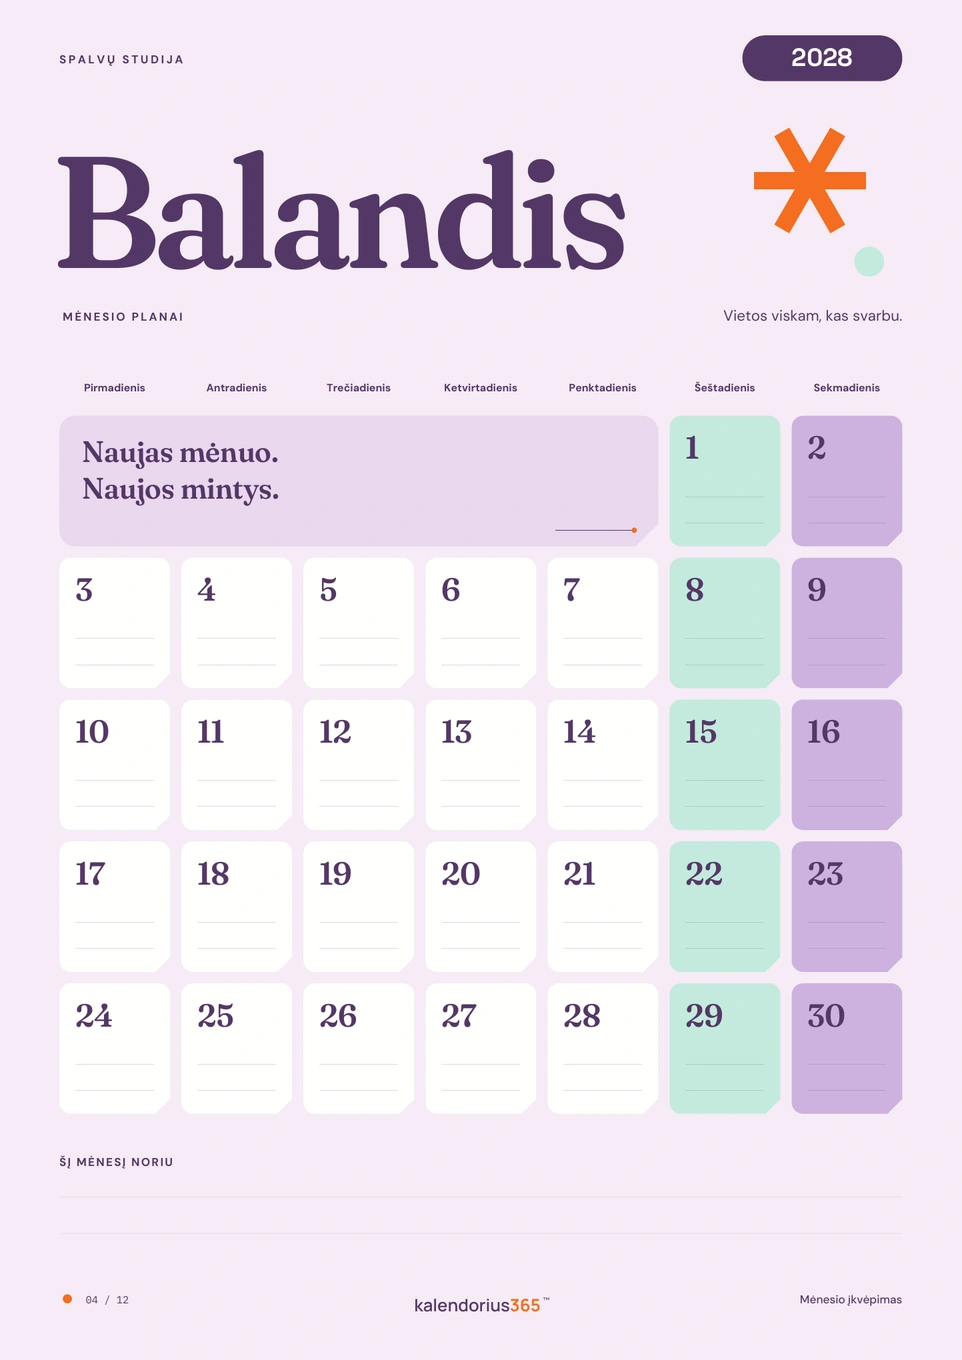 SPALVŲ STUDIJA
2028
Balandis
MĖNESIO PLANAI
Vietos viskam, kas svarbu.
Pirmadienis Antradienis Trečiadienis Ketvirtadienis Penktadienis Šeštadienis Sekmadienis
Naujas mėnuo.
Naujos mintys.
1 2
3 4 5 6 7 8 9
10 11 12 13 14 15 16
17 18 19 20 21 22 23
24 25 26 27 28 29 30
ŠĮ MĖNESĮ NORIU
04 / 12
kalendorius365™
Mėnesio įkvėpimas